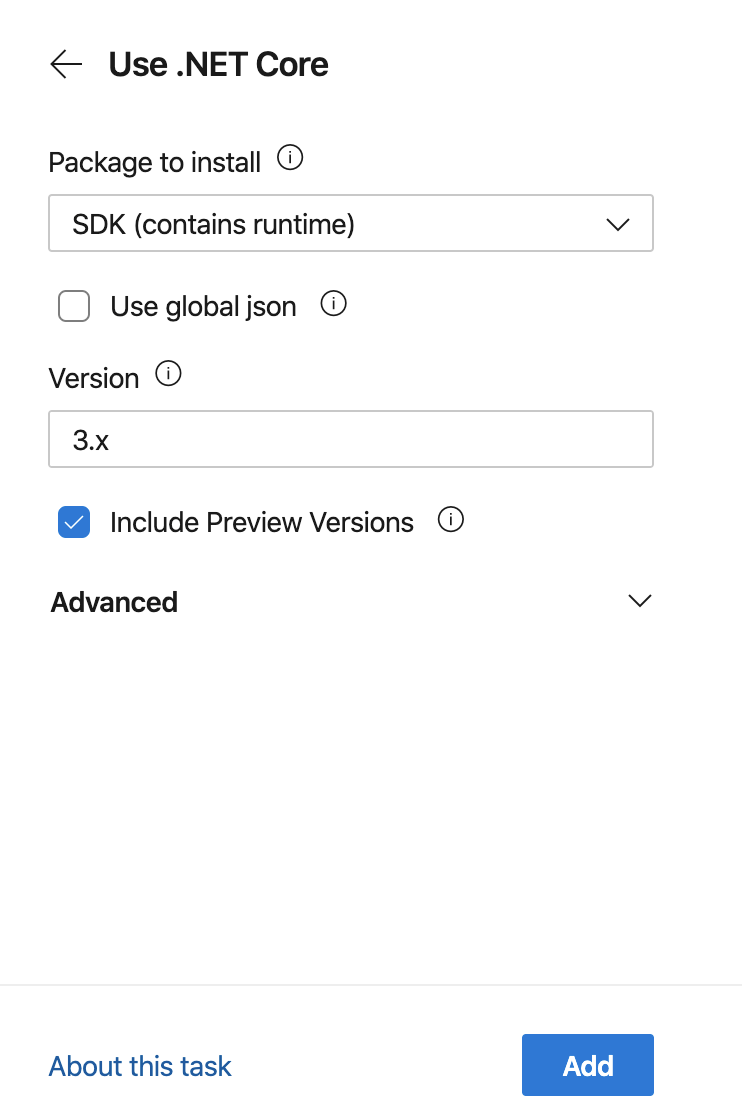 Use .NET Core
Package to install
SDK (contains runtime)
Use global json
Version
3.x
Include Preview Versions
Advanced
About this task
Add